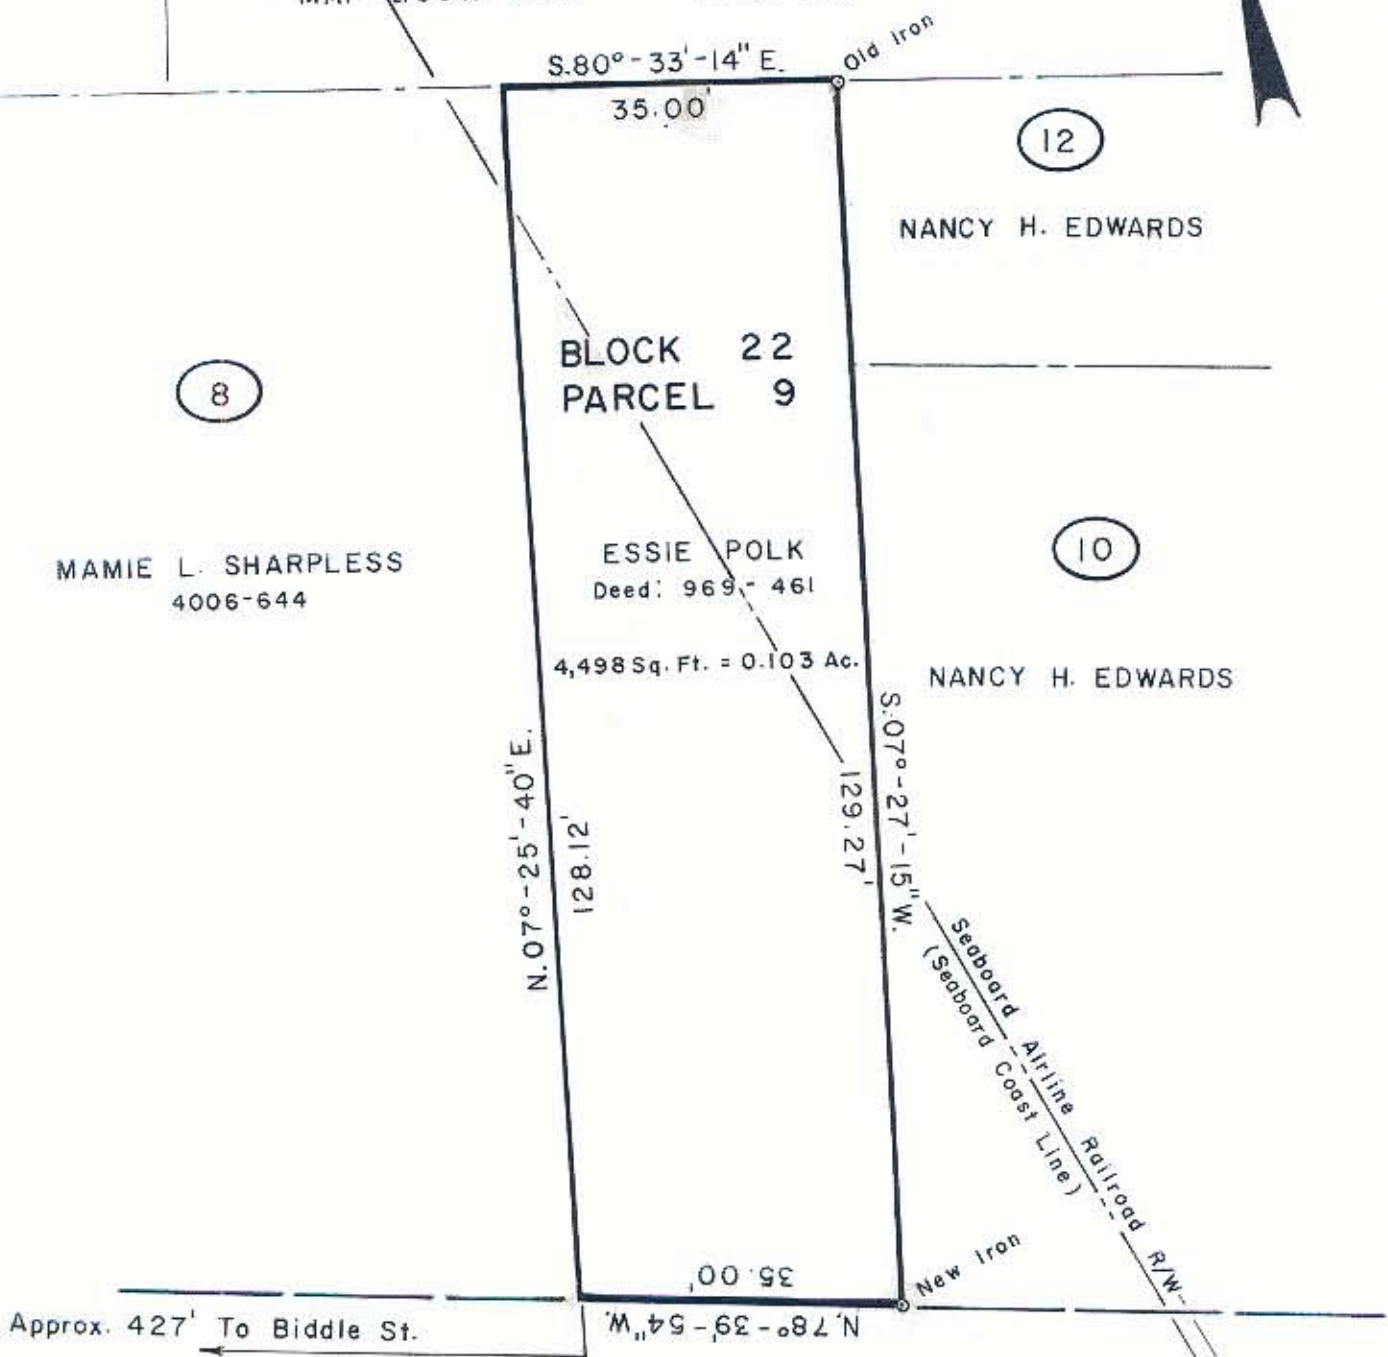 S.80°-33'-14" E.
Old Iron
35.00'
12
NANCY H. EDWARDS
BLOCK 22
PARCEL 9
8
MAMIE L. SHARPLESS
4006-644
ESSIE POLK
Deed: 969-461
10
4,498 Sq. Ft. = 0.103 Ac.
NANCY H. EDWARDS
N.07°-25'-40" E.
128.12'
129.27'
S.07°-27'-15" W.
Seaboard Airline Railroad R/W
(Seaboard Coast Line)
35.00'
New Iron
N.78°-39'-54" W.
Approx. 427' To Biddle St.